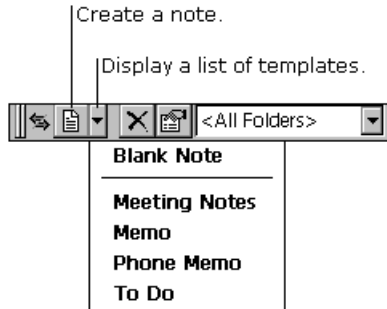 Create a note.
Display a list of templates.
<All Folders>
Blank Note
Meeting Notes
Memo
Phone Memo
To Do